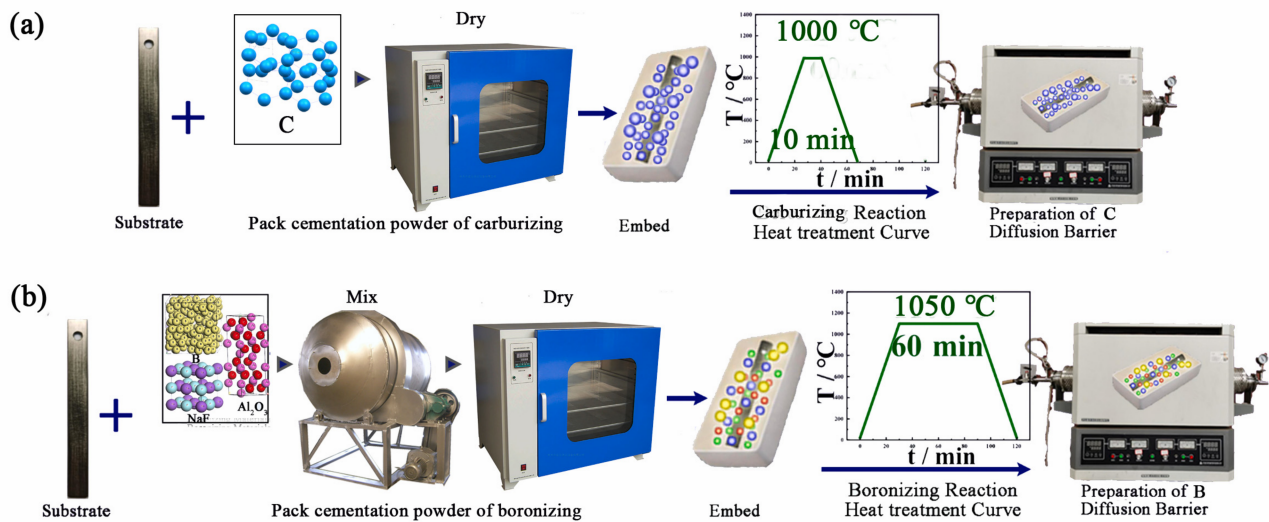 (a)
Dry
C
Substrate
Pack cementation powder of carburizing
Embed
1000 ℃
10 min
T / ℃
1400
1200
1000
800
600
400
200
0
0 40 80 120
t / min
Carburizing Reaction
Heat treatment Curve
Preparation of C
Diffusion Barrier
(b)
Mix
Dry
B
NaF
Al2O3
Substrate
Pack cementation powder of boronizing
Embed
1050 ℃
60 min
T / ℃
1400
1200
1000
800
600
400
200
0
0 20 40 60 80 100 120
t / min
Boronizing Reaction
Heat treatment Curve
Preparation of B
Diffusion Barrier